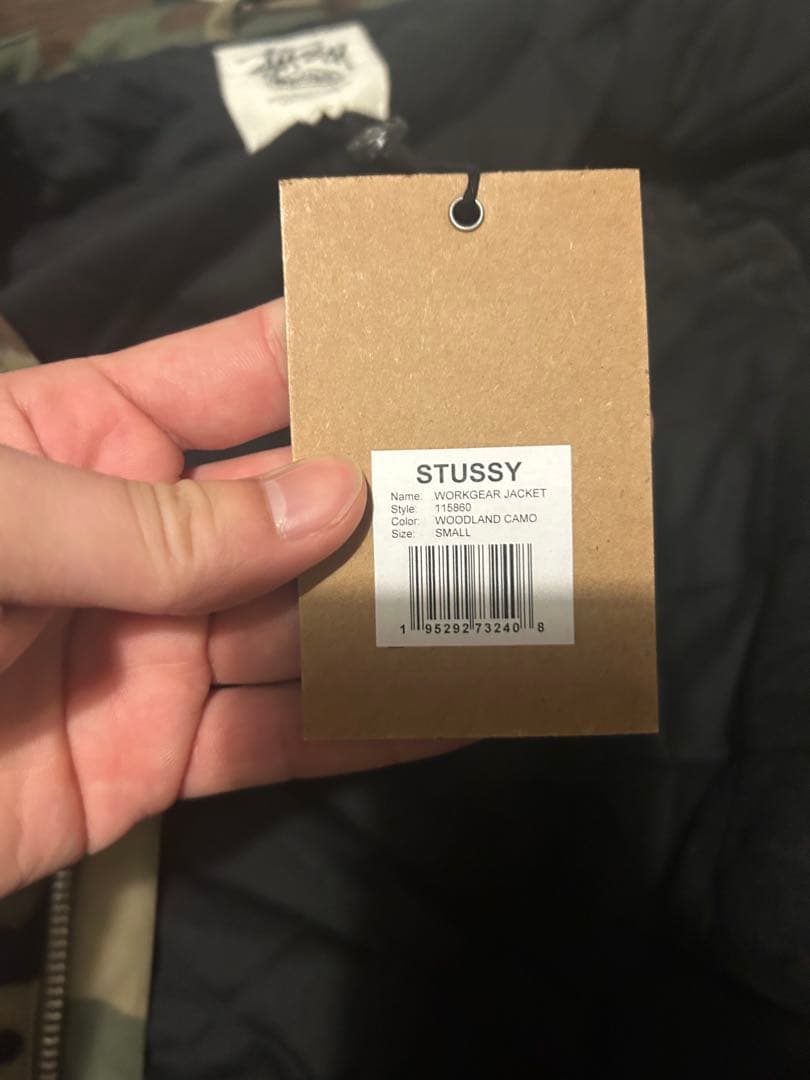 STUSSY
Name: WORKGEAR JACKET
Style: 115860
Color: WOODLAND CAMO
Size: SMALL
1 95292 73240 8